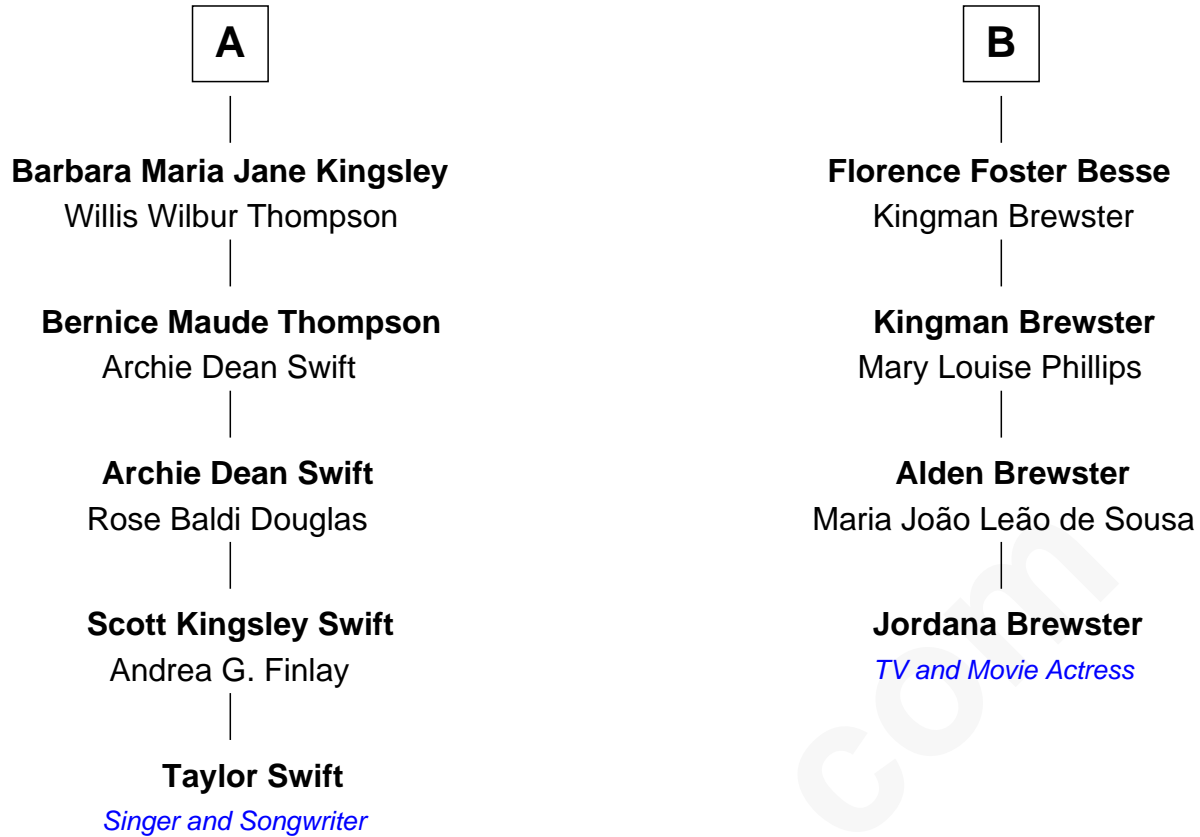 A
Barbara Maria Jane Kingsley
Willis Wilbur Thompson
Bernice Maude Thompson
Archie Dean Swift
Archie Dean Swift
Rose Baldi Douglas
Scott Kingsley Swift
Andrea G. Finlay
Taylor Swift
Singer and Songwriter
B
Florence Foster Besse
Kingman Brewster
Kingman Brewster
Mary Louise Phillips
Alden Brewster
Maria João Leão de Sousa
Jordana Brewster
TV and Movie Actress
com